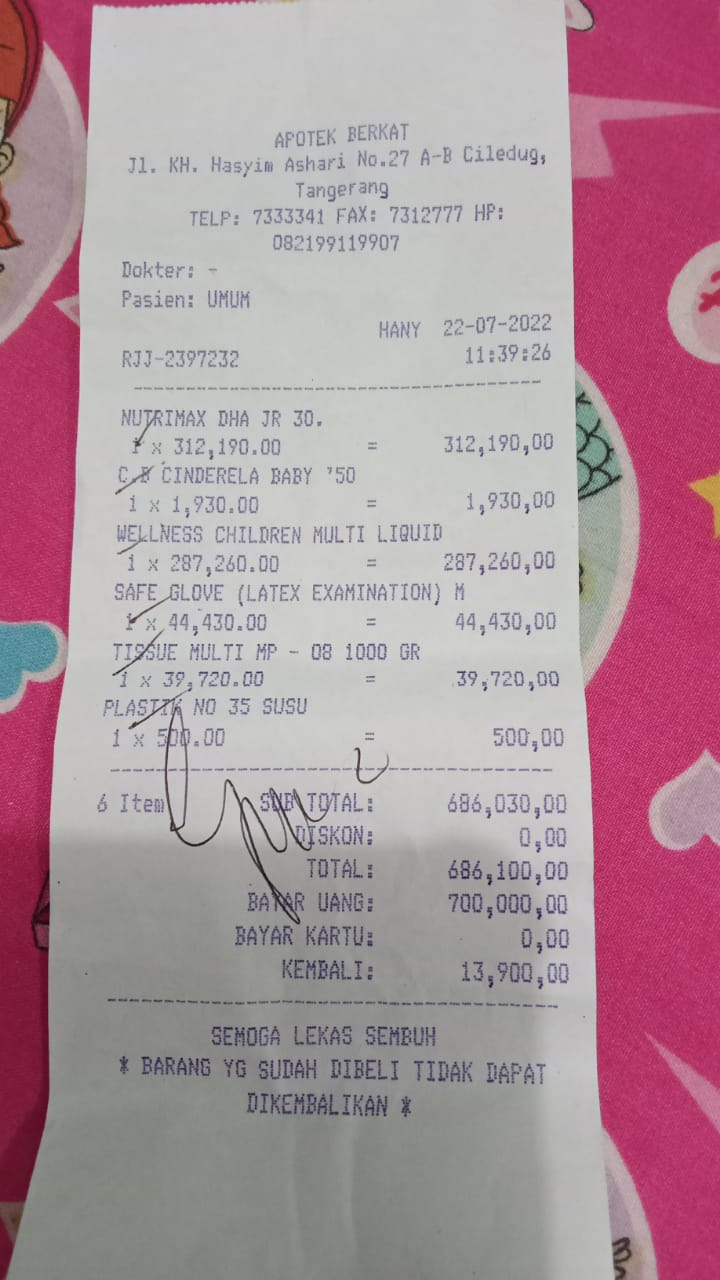 APOTEK BERKAT
Jl. KH. Hasyim Ashari No.27 A-B Ciledug,
Tangerang
TELP: 7333341 FAX: 7312777 HP:
082199119907
Dokter: -
Pasien: UMUM
HANY 22-07-2022
RJJ-2397232 11:39:26
NUTRIMAX DHA JR 30.
1 x 312,190.00 = 312,190,00
C.B CINDERELA BABY '50
1 x 1,930.00 = 1,930,00
WELLNESS CHILDREN MULTI LIQUID
1 x 287,260.00 = 287,260,00
SAFE GLOVE (LATEX EXAMINATION) M
1 x 44,430.00 = 44,430,00
TISSUE MULTI MP - 08 1000 GR
1 x 39,720.00 = 39,720,00
PLASTIK NO 35 SUSU
1 x 500.00 = 500,00
6 Item SUB TOTAL: 686,030,00
DISKON: 0,00
TOTAL: 686,100,00
BAYAR UANG: 700,000,00
BAYAR KARTU: 0,00
KEMBALI: 13,900,00
SEMOGA LEKAS SEMBUH
* BARANG YG SUDAH DIBELI TIDAK DAPAT
DIKEMBALIKAN *